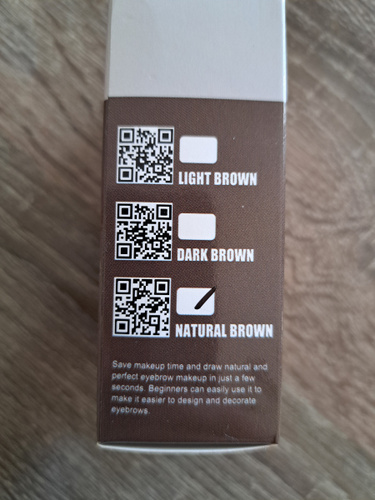 LIGHT BROWN
DARK BROWN
NATURAL BROWN
Save makeup time and draw natural and
perfect eyebrow makeup in just a few
seconds. Beginners can easily use it to
make it easier to design and decorate
eyebrows.